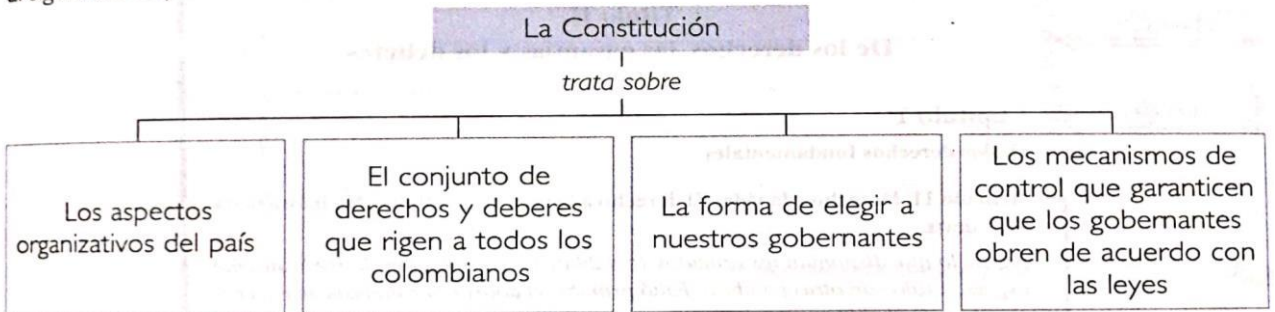 La Constitución
trata sobre
Los aspectos
organizativos del país
El conjunto de
derechos y deberes
que rigen a todos los
colombianos
La forma de elegir a
nuestros gobernantes
Los mecanismos de
control que garanticen
que los gobernantes
obren de acuerdo con
las leyes